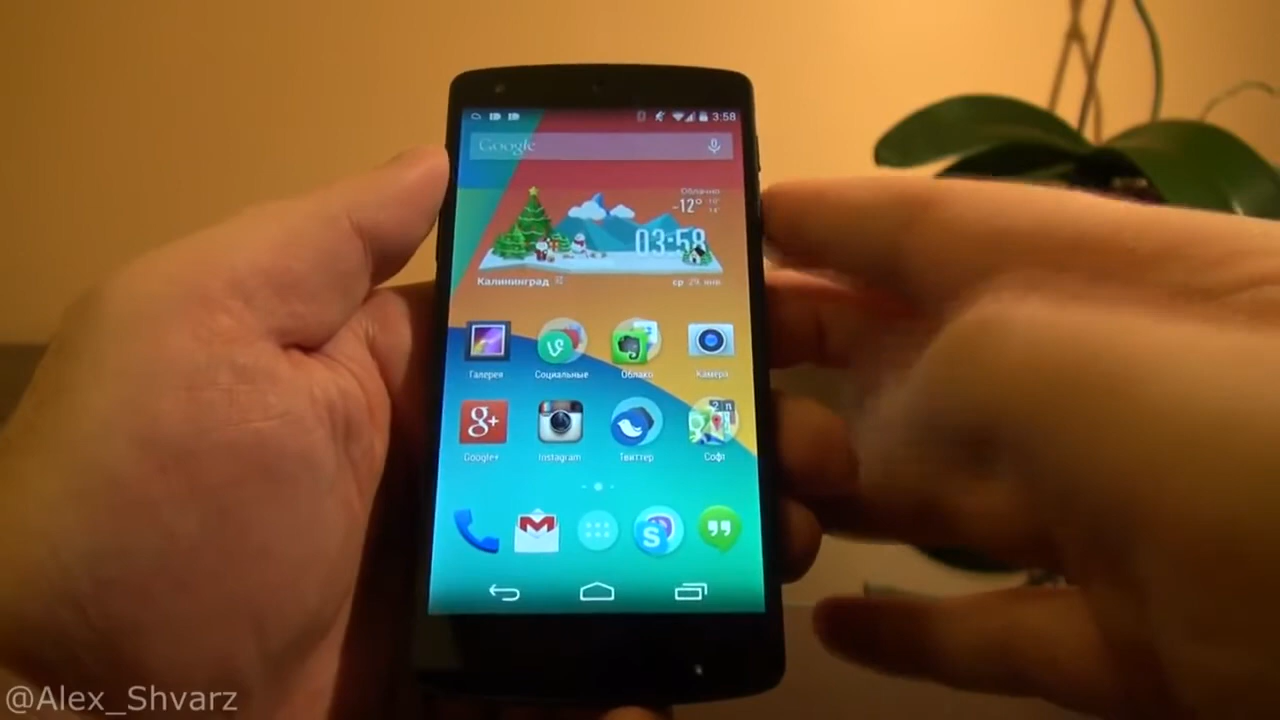 3:58
Google
Облачно
-12°
03:58
Калининград
ср 29, янв
Галерея
Социальные
Облако
Камера
g+
Google+
Instagram
Твиттер
Софт
@Alex_Shvarz